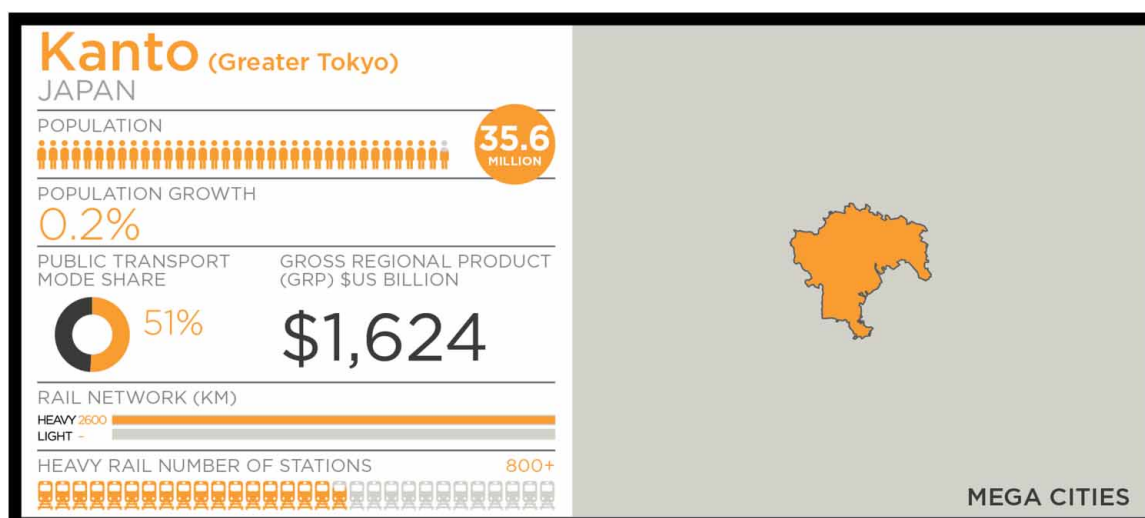 Kanto (Greater Tokyo)
JAPAN
POPULATION
35.6
MILLION
POPULATION GROWTH
0.2%
PUBLIC TRANSPORT
MODE SHARE
51%
GROSS REGIONAL PRODUCT
(GRP) $US BILLION
$1,624
RAIL NETWORK (KM)
HEAVY 2600
LIGHT -
HEAVY RAIL NUMBER OF STATIONS 800+
MEGA CITIES